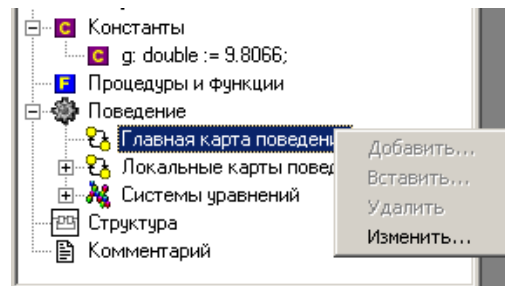 C Константы
C g: double := 9.8066;
F Процедуры и функции
Поведение
Главная карта поведени
Локальные карты повед
Системы уравнений
Структура
Комментарий
Добавить...
Вставить...
Удалить
Изменить...